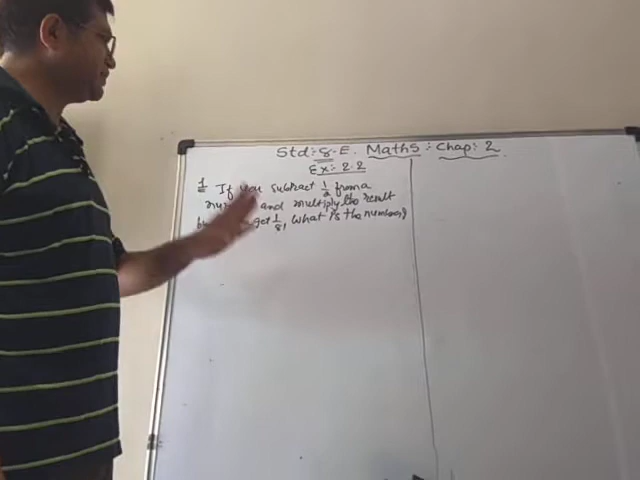 Std:- 8-E. Maths : Chap: 2
Ex:- 2.2
1 If you subtract 1/2 from a
and multiply the result
get 1/8, What is the number?